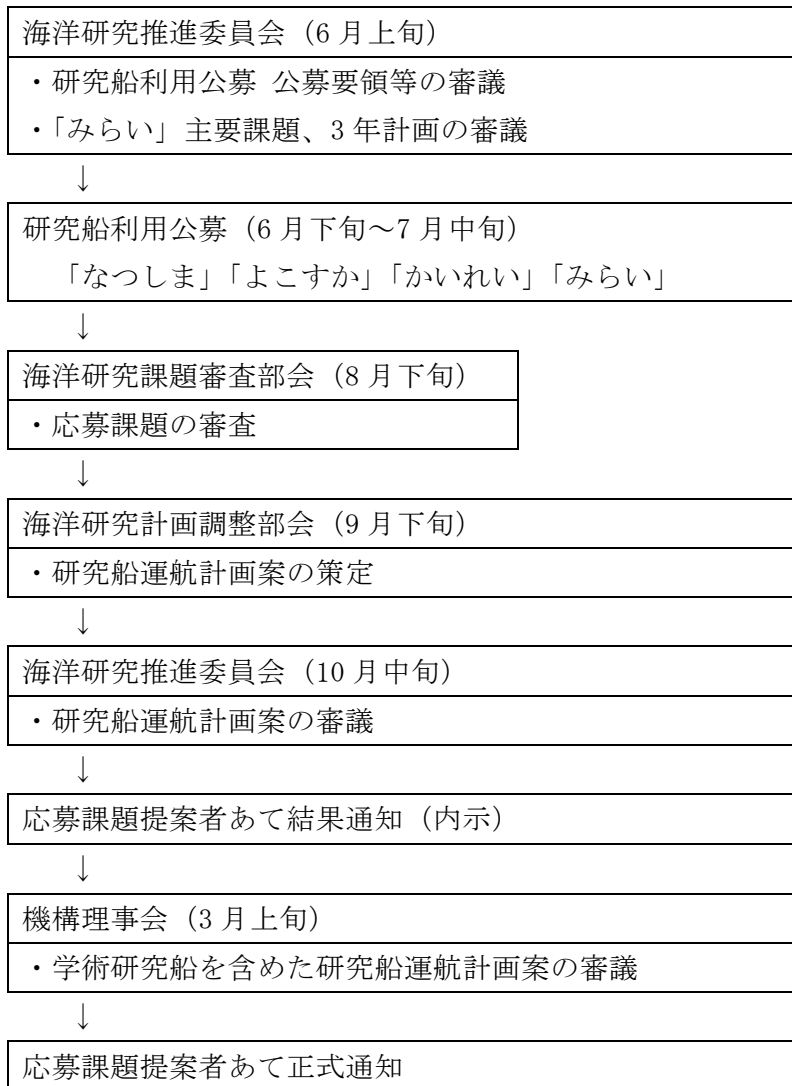 海洋研究推進委員会（6 月上旬）
・研究船利用公募 公募要領等の審議
・「みらい」主要課題、3 年計画の審議
↓
研究船利用公募（6 月下旬～7 月中旬）
「なつしま」「よこすか」「かいれい」「みらい」
↓
海洋研究課題審査部会（8 月下旬）
・応募課題の審査
↓
海洋研究計画調整部会（9 月下旬）
・研究船運航計画案の策定
↓
海洋研究推進委員会（10 月中旬）
・研究船運航計画案の審議
↓
応募課題提案者あて結果通知（内示）
↓
機構理事会（3 月上旬）
・学術研究船を含めた研究船運航計画案の審議
↓
応募課題提案者あて正式通知